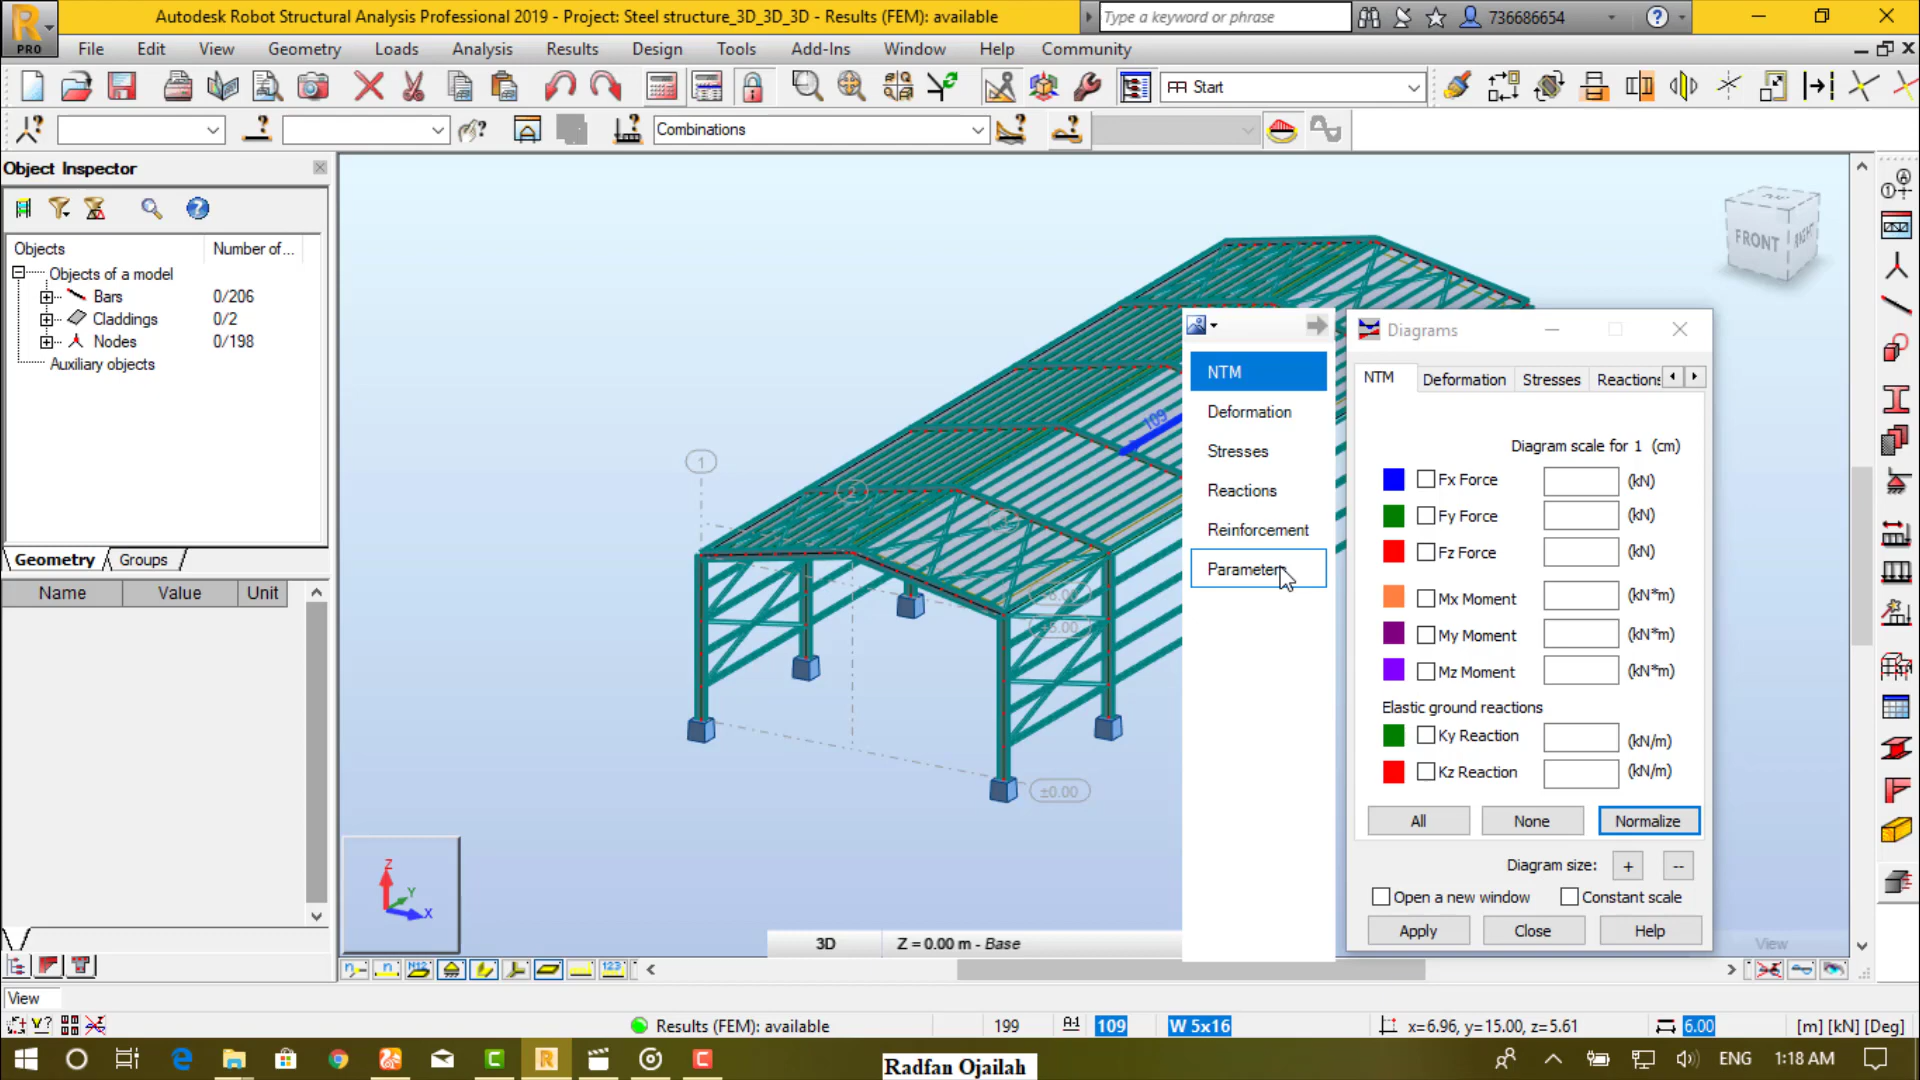 Autodesk Robot Structural Analysis Professional 2019 - Project: Steel structure_3D_3D_3D - Results (FEM): available
Type a keyword or phrase
736686654
PRO
File Edit View Geometry Loads Analysis Results Design Tools Add-Ins Window Help Community
Start
Combinations
Object Inspector
Objects Number of...
Objects of a model
Bars 0/206
Claddings 0/2
Nodes 0/198
Auxiliary objects
Geometry Groups
Name Value Unit
FRONT
RIGHT
1
2
109
±0.00
NTM
Deformation
Stresses
Reactions
Reinforcement
Parameters
Diagrams
NTM Deformation Stresses Reactions
Diagram scale for 1 (cm)
Fx Force (kN)
Fy Force (kN)
Fz Force (kN)
Mx Moment (kN*m)
My Moment (kN*m)
Mz Moment (kN*m)
Elastic ground reactions
Ky Reaction (kN/m)
Kz Reaction (kN/m)
All None Normalize
Diagram size: + --
Open a new window Constant scale
Apply Close Help
Z
Y
X
3D Z = 0.00 m - Base
View
View
Results (FEM): available 199 109 W 5x16 x=6.96, y=15.00, z=5.61 6.00 [m] [kN] [Deg]
Radfan Ojailah
ENG 1:18 AM